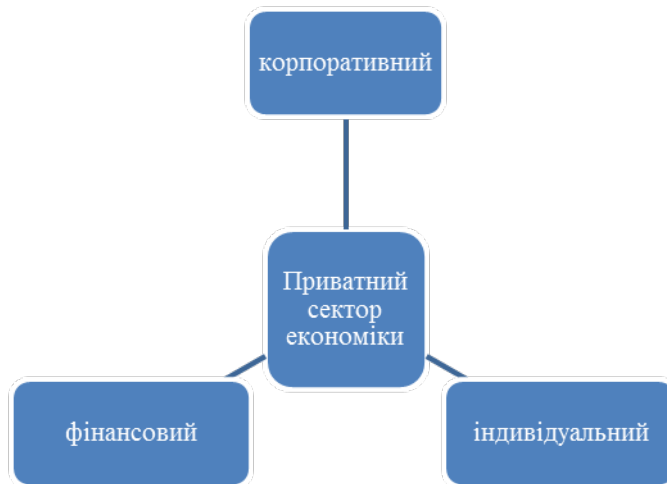 корпоративний
Приватний
сектор
економіки
фінансовий
індивідуальний